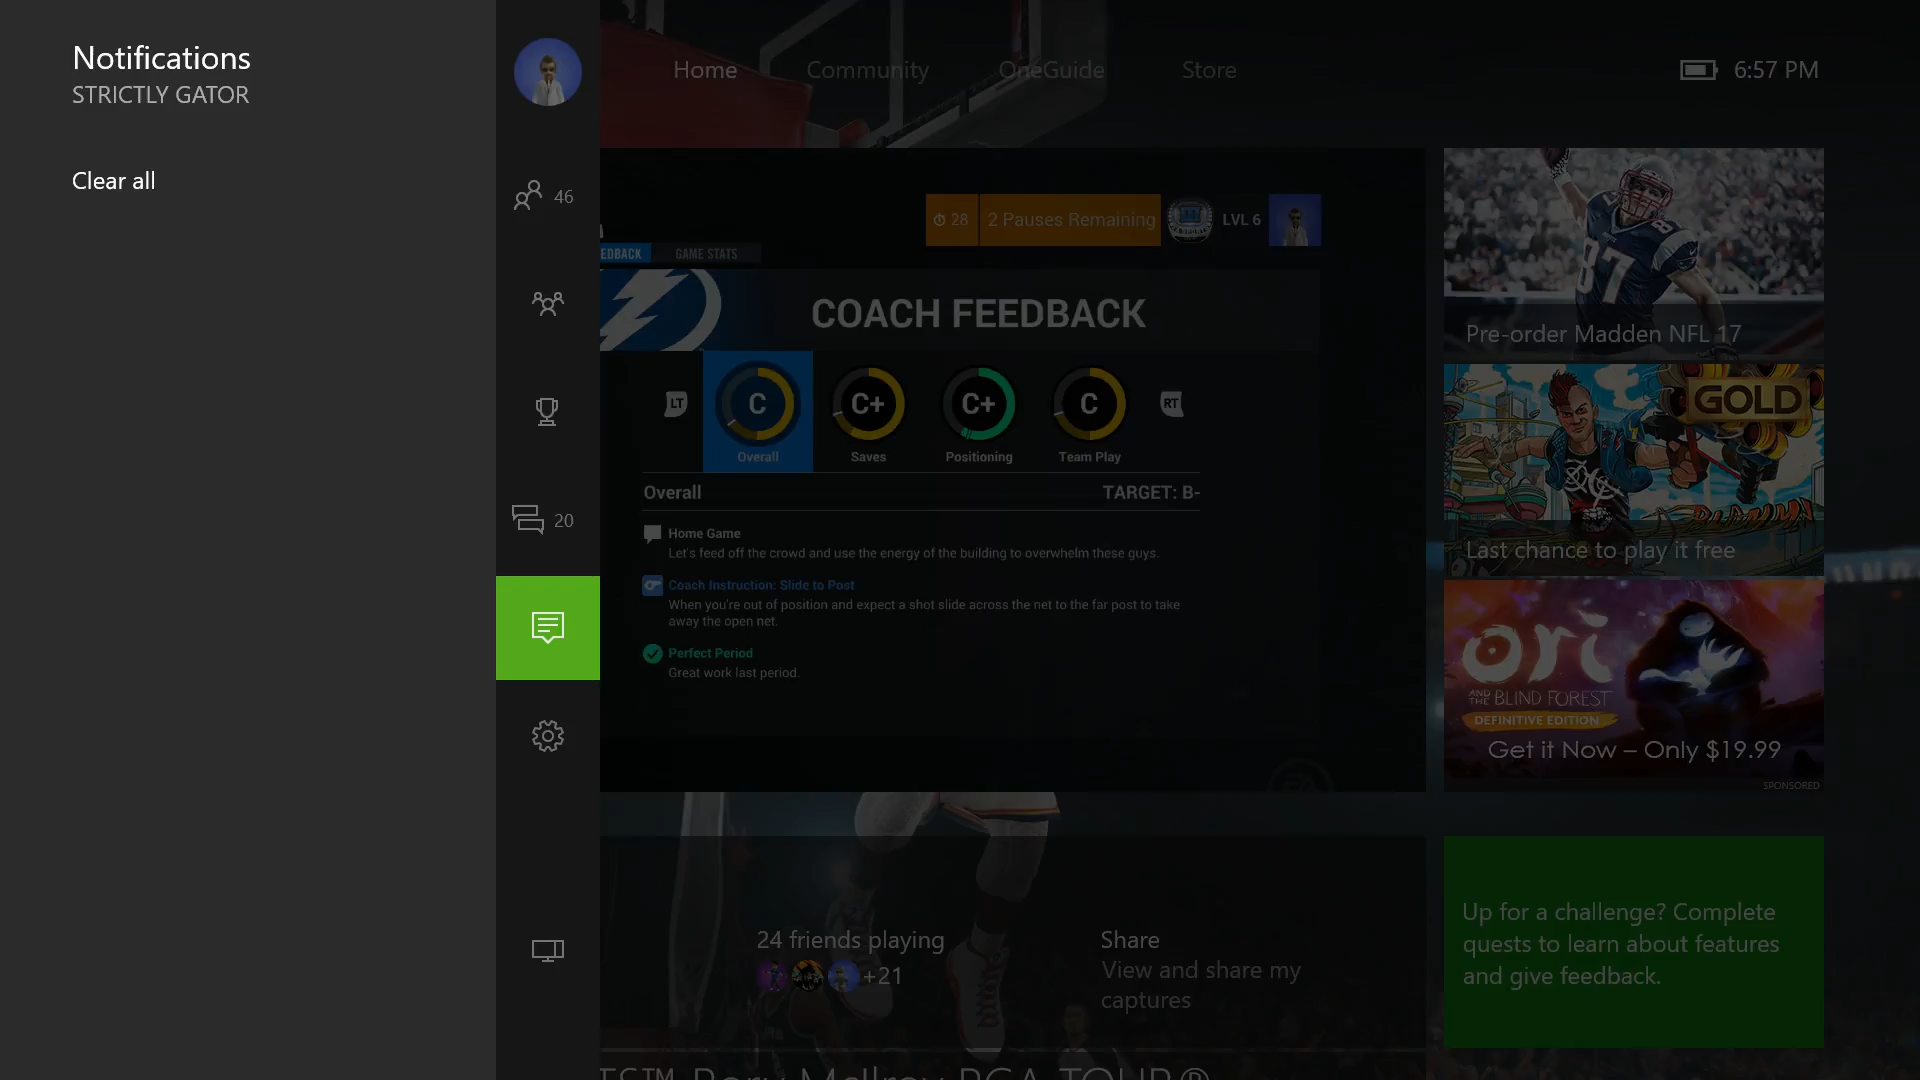 Notifications
STRICTLY GATOR
Clear all
46
20
Home
Community
OneGuide
Store
6:57 PM
28
2 Pauses Remaining
LVL 6
GAME STATS
COACH FEEDBACK
LT
C
C+
C+
C
RT
Overall
Saves
Positioning
Team Play
Overall
TARGET: B-
Home Game
Let's feed off the crowd and use the energy of the building to overwhelm these guys.
Coach Instruction: Slide to Post
When you're out of position and expect a shot slide across the net to the far post to take
away the open net.
Perfect Period
Great work last period.
87
Pre-order Madden NFL 17
GOLD
Last chance to play it free
ori
AND THE BLIND FOREST
DEFINITIVE EDITION
Get it Now – Only $19.99
SPONSORED
24 friends playing
+21
Share
View and share my
captures
Up for a challenge? Complete
quests to learn about features
and give feedback.
Rory McIlroy PGA TOUR®